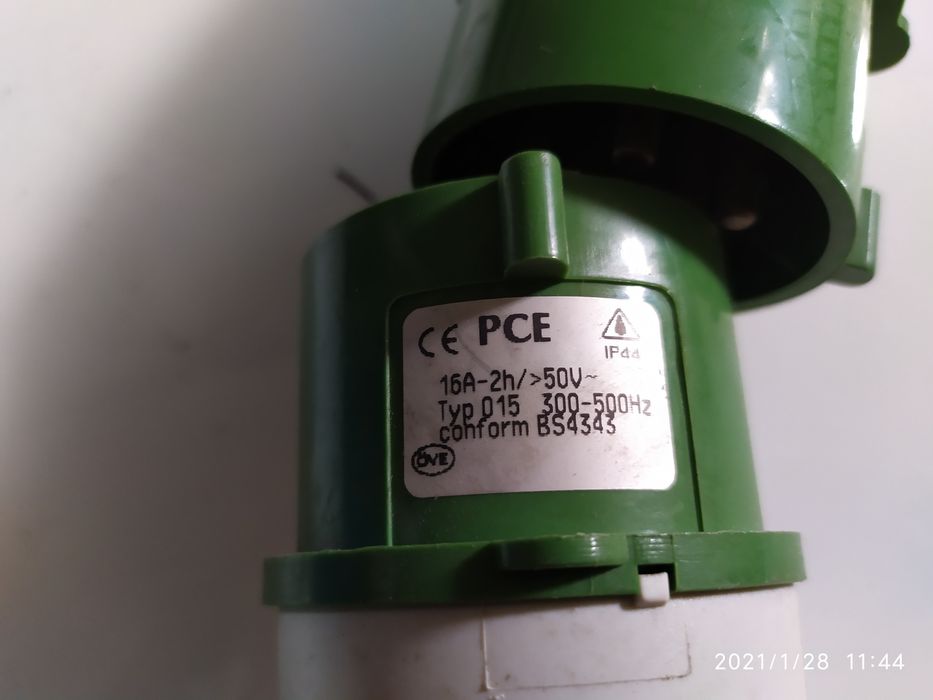 CE PCE
IP44
16A-2h/>50V~
Typ 015 300-500Hz
conform BS4343
ÖVE
2021/1/28 11:44